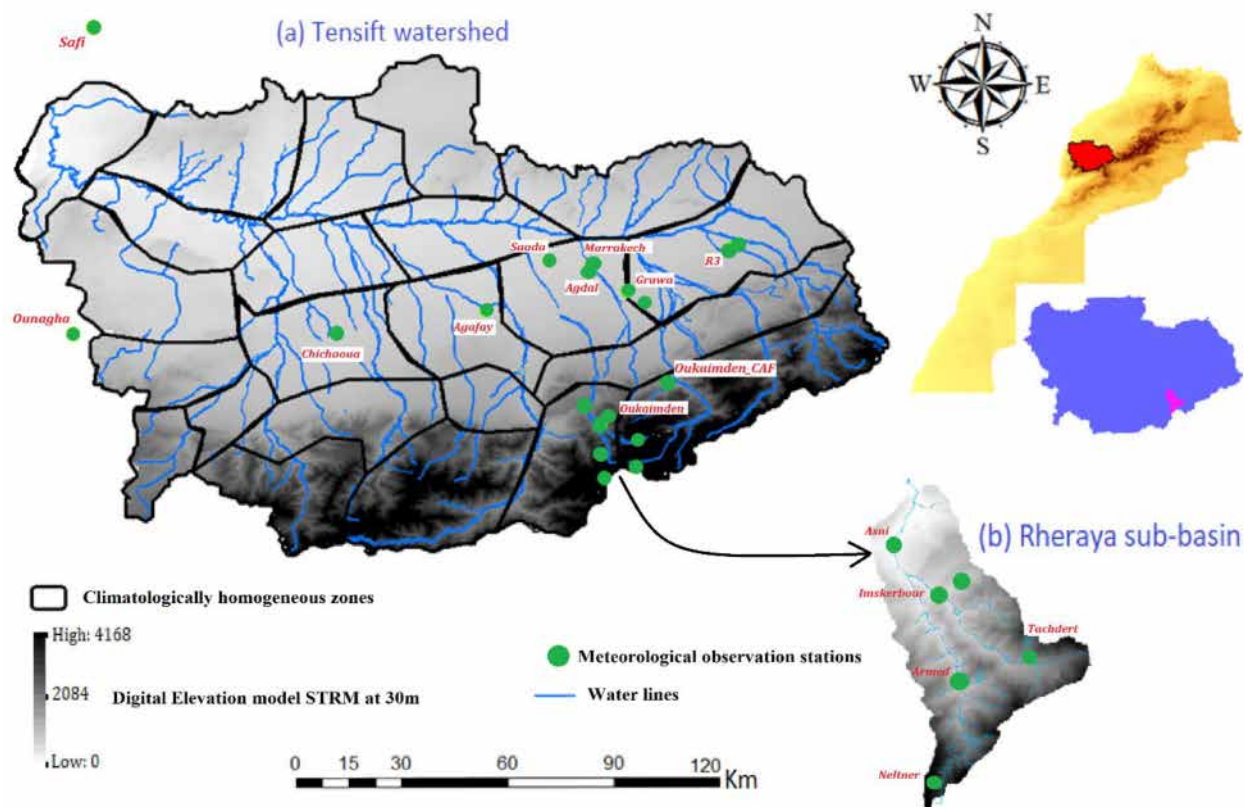 (a) Tensift watershed
Safi
N
W
E
S
Saada
Marrakech
R3
Agdal
Grawa
Ounagha
Agafay
Chichaoua
Oukaimden_CAF
Oukaimden
(b) Rheraya sub-basin
Asni
Imskerbour
Tachdert
Armed
Neltner
Climatologically homogeneous zones
High: 4168
2084
Low: 0
Digital Elevation model STRM at 30m
Meteorological observation stations
Water lines
0 15 30 60 90 120
Km